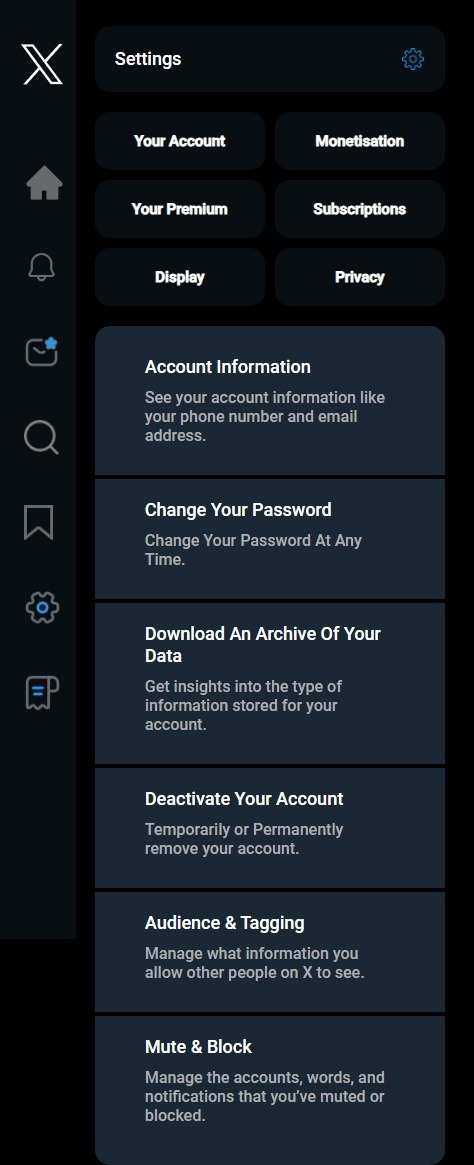 Settings
Your Account
Monetisation
Your Premium
Subscriptions
Display
Privacy
Account Information
See your account information like
your phone number and email
address.
Change Your Password
Change Your Password At Any
Time.
Download An Archive Of Your
Data
Get insights into the type of
information stored for your
account.
Deactivate Your Account
Temporarily or Permanently
remove your account.
Audience & Tagging
Manage what information you
allow other people on X to see.
Mute & Block
Manage the accounts, words, and
notifications that you’ve muted or
blocked.